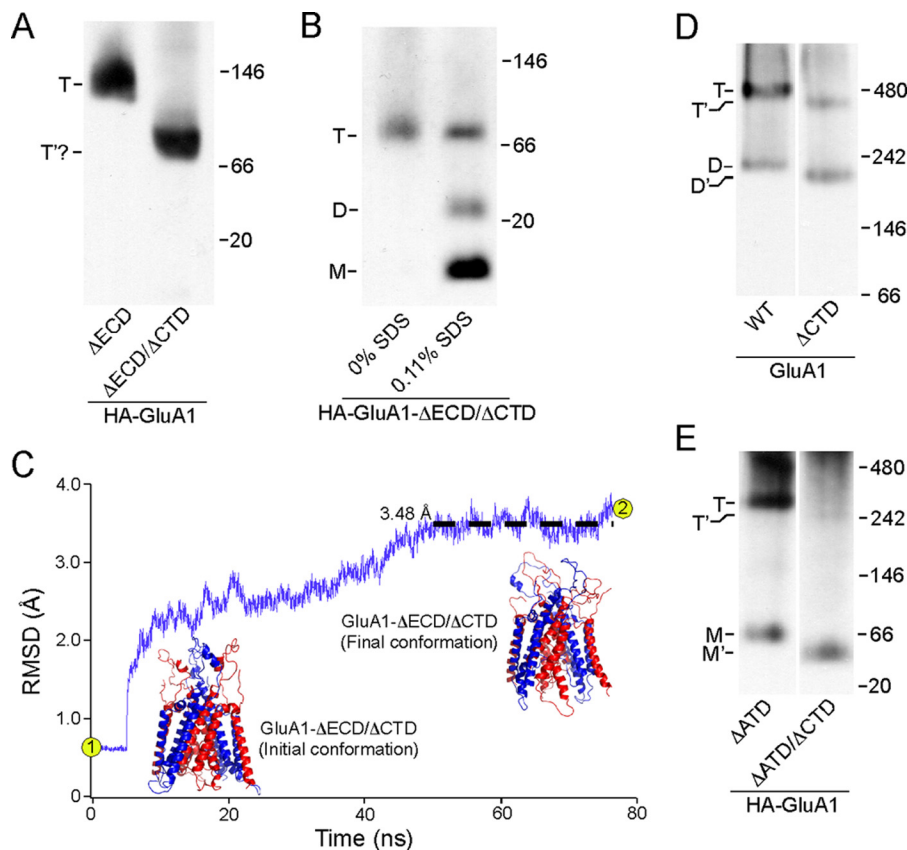 A
T–
T'?
–146
–66
–20
ΔECD
ΔECD/ΔCTD
HA-GluA1
B
T–
D–
M–
–146
–66
–20
0% SDS
0.11% SDS
HA-GluA1-ΔECD/ΔCTD
C
RMSD (Å)
4.0
3.0
2.0
1.0
0
3.48 Å
1
2
GluA1-ΔECD/ΔCTD
(Initial conformation)
GluA1-ΔECD/ΔCTD
(Final conformation)
0
20
40
60
80
Time (ns)
D
T
T'
D
D'
–480
–242
–146
– 66
WT
ΔCTD
GluA1
E
T
T'
M
M'
–480
–242
–146
–66
–20
ΔATD
ΔATD/ΔCTD
HA-GluA1